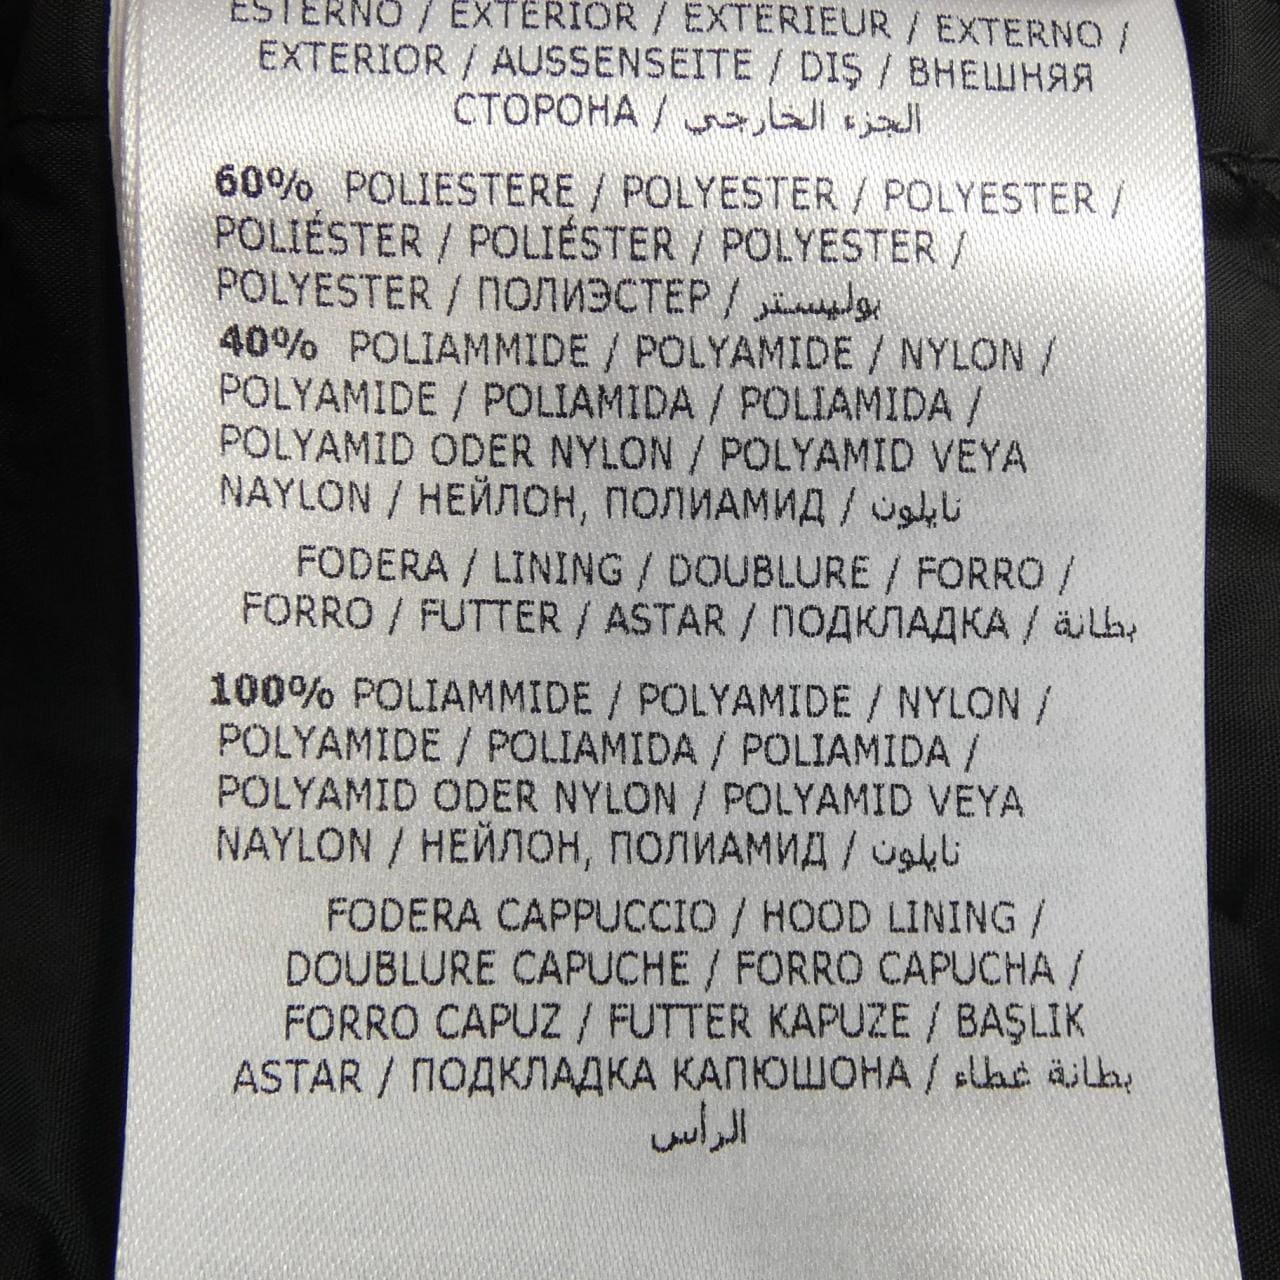 ESTERNO / EXTERIOR / EXTERIEUR / EXTERNO /
EXTERIOR / AUSSENSEITE / DIŞ / ВНЕШНЯЯ
СТОРОНА / الجزء الخارجي
60% POLIESTERE / POLYESTER / POLYESTER /
POLIÉSTER / POLIÉSTER / POLYESTER /
POLYESTER / ПОЛИЭСТЕР / بوليستر
40% POLIAMMIDE / POLYAMIDE / NYLON /
POLYAMIDE / POLIAMIDA / POLIAMIDA /
POLYAMID ODER NYLON / POLYAMID VEYA
NAYLON / НЕЙЛОН, ПОЛИАМИД / نايلون
FODERA / LINING / DOUBLURE / FORRO /
FORRO / FUTTER / ASTAR / ПОДКЛАДКА / بطانة
100% POLIAMMIDE / POLYAMIDE / NYLON /
POLYAMIDE / POLIAMIDA / POLIAMIDA /
POLYAMID ODER NYLON / POLYAMID VEYA
NAYLON / НЕЙЛОН, ПОЛИАМИД / نايلون
FODERA CAPPUCCIO / HOOD LINING /
DOUBLURE CAPUCHE / FORRO CAPUCHA /
FORRO CAPUZ / FUTTER KAPUZE / BAŞLIK
ASTAR / ПОДКЛАДКА КАПЮШОНА / بطانة غطاء
الرأس